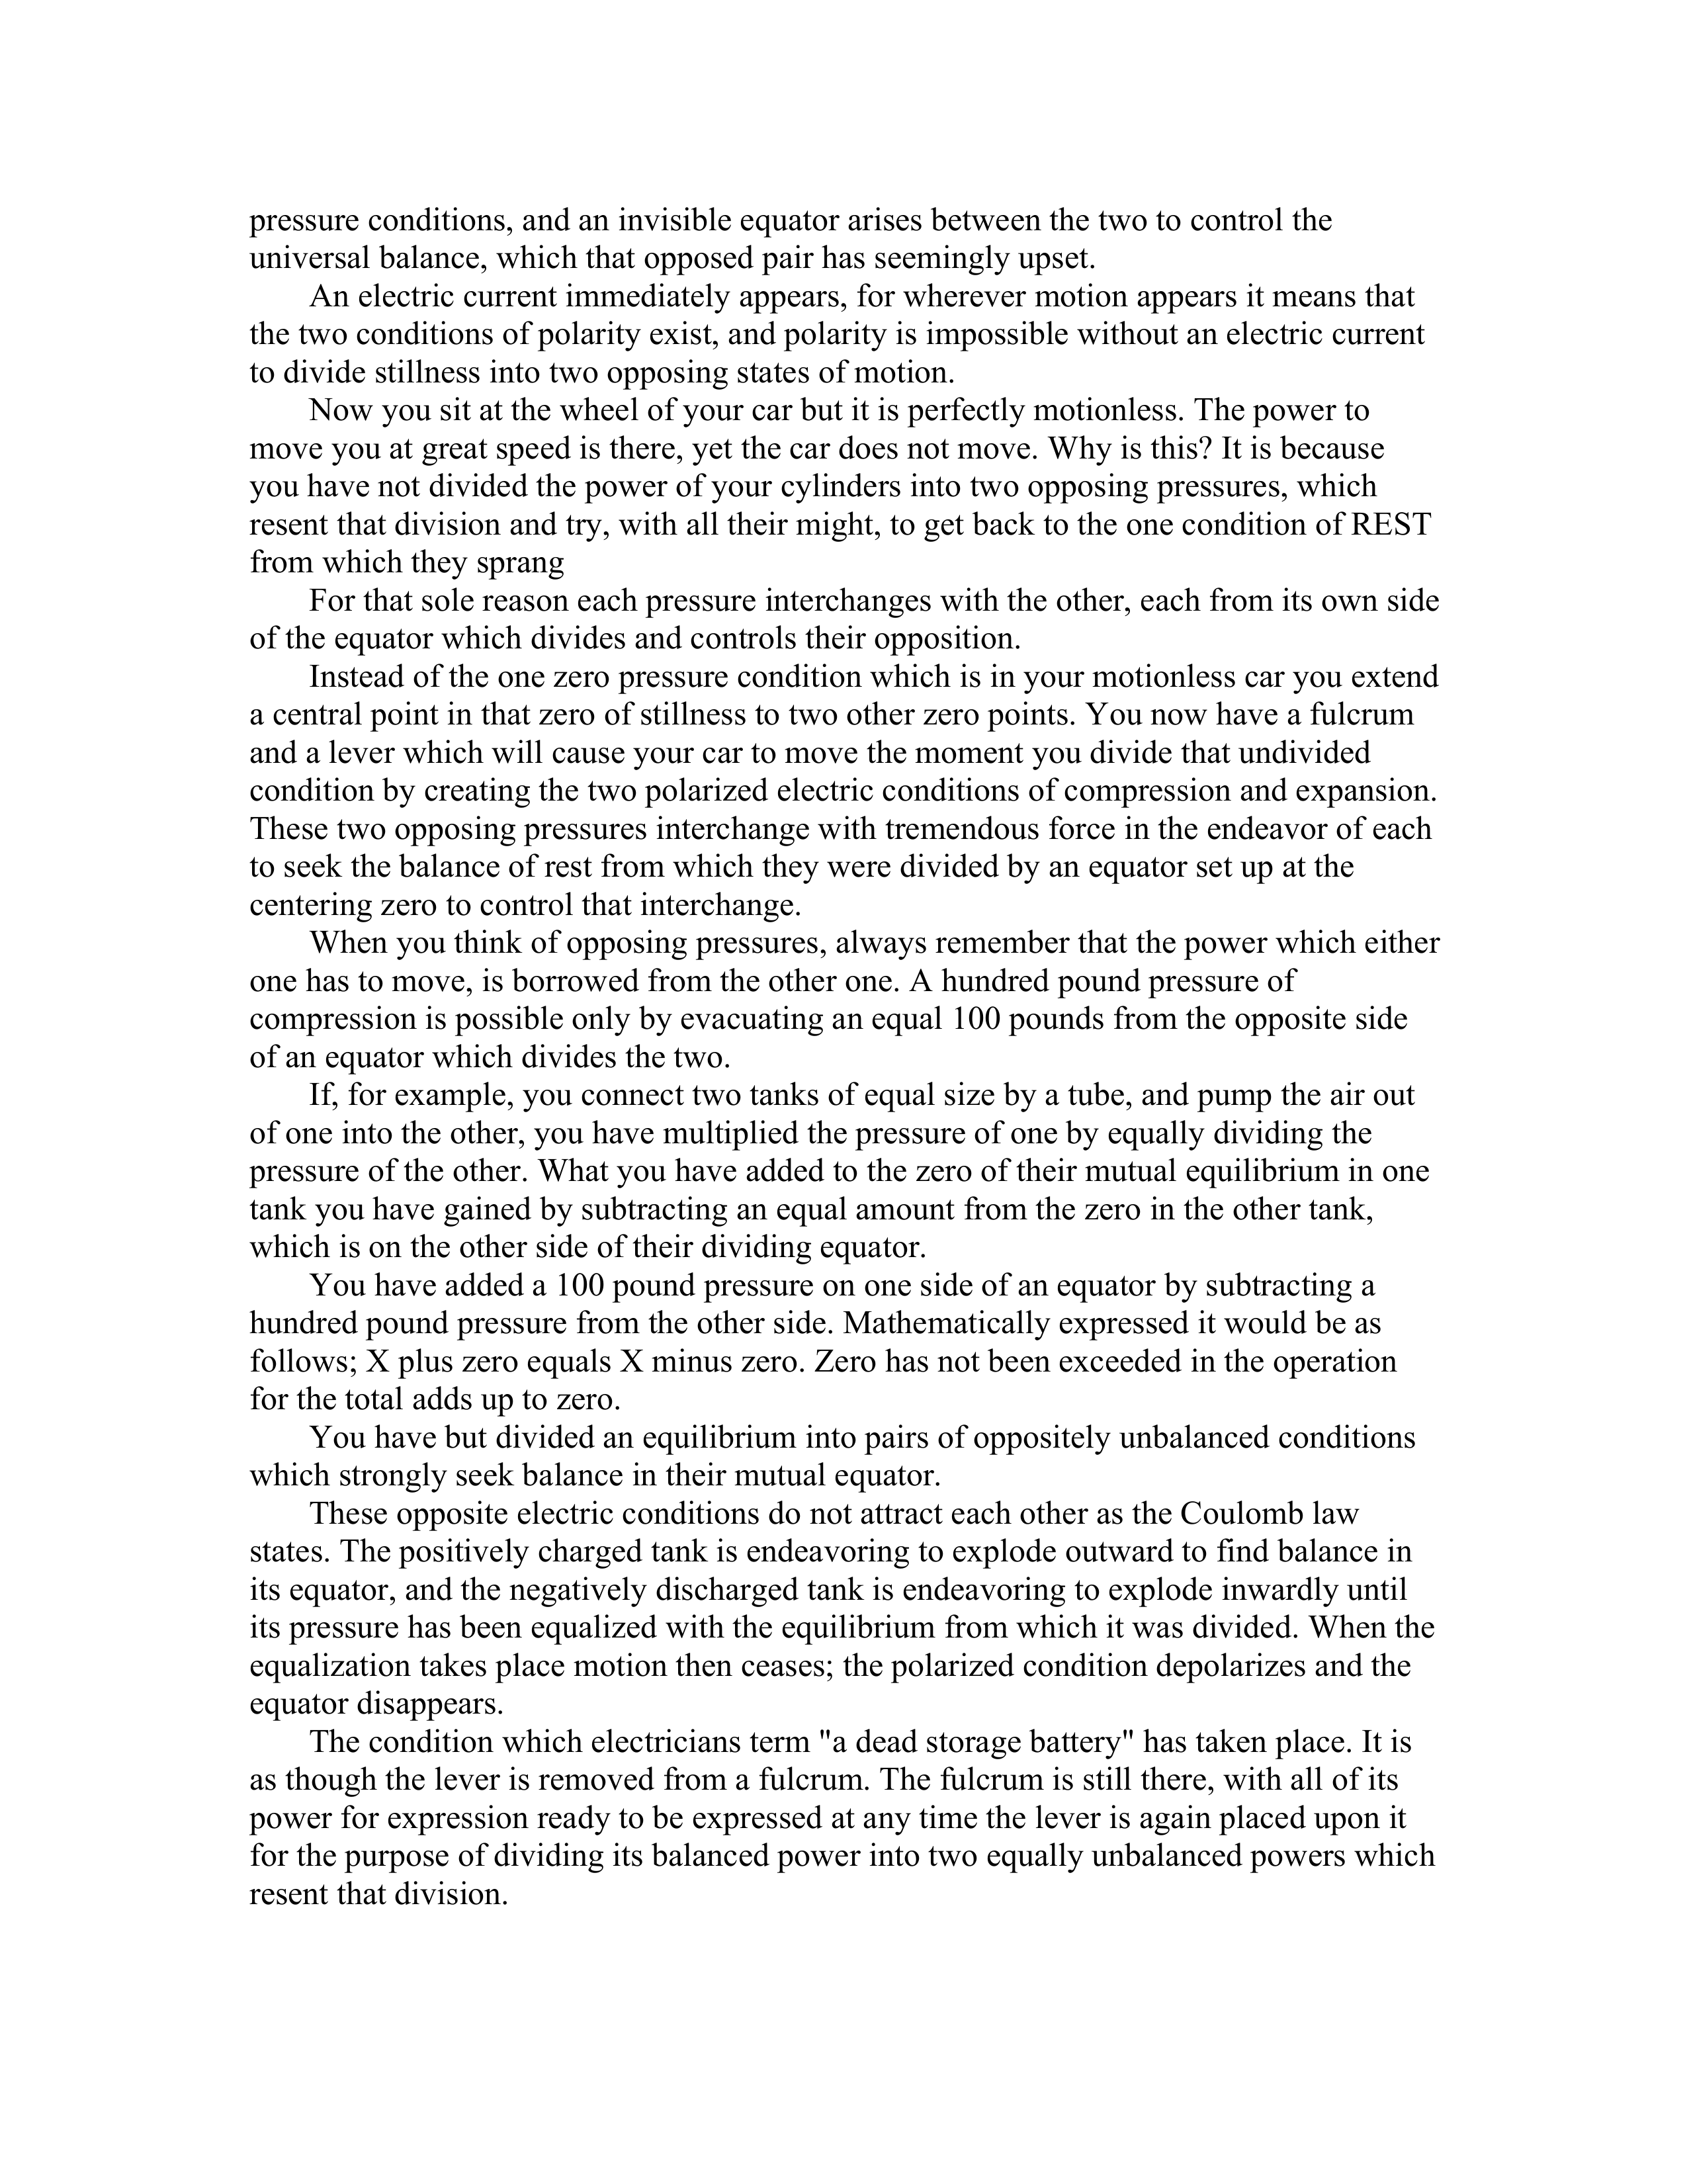 pressure conditions, and an invisible equator arises between the two to control the
universal balance, which that opposed pair has seemingly upset.
An electric current immediately appears, for wherever motion appears it means that
the two conditions of polarity exist, and polarity is impossible without an electric current
to divide stillness into two opposing states of motion.
Now you sit at the wheel of your car but it is perfectly motionless. The power to
move you at great speed is there, yet the car does not move. Why is this? It is because
you have not divided the power of your cylinders into two opposing pressures, which
resent that division and try, with all their might, to get back to the one condition of REST
from which they sprang
For that sole reason each pressure interchanges with the other, each from its own side
of the equator which divides and controls their opposition.
Instead of the one zero pressure condition which is in your motionless car you extend
a central point in that zero of stillness to two other zero points. You now have a fulcrum
and a lever which will cause your car to move the moment you divide that undivided
condition by creating the two polarized electric conditions of compression and expansion.
These two opposing pressures interchange with tremendous force in the endeavor of each
to seek the balance of rest from which they were divided by an equator set up at the
centering zero to control that interchange.
When you think of opposing pressures, always remember that the power which either
one has to move, is borrowed from the other one. A hundred pound pressure of
compression is possible only by evacuating an equal 100 pounds from the opposite side
of an equator which divides the two.
If, for example, you connect two tanks of equal size by a tube, and pump the air out
of one into the other, you have multiplied the pressure of one by equally dividing the
pressure of the other. What you have added to the zero of their mutual equilibrium in one
tank you have gained by subtracting an equal amount from the zero in the other tank,
which is on the other side of their dividing equator.
You have added a 100 pound pressure on one side of an equator by subtracting a
hundred pound pressure from the other side. Mathematically expressed it would be as
follows; X plus zero equals X minus zero. Zero has not been exceeded in the operation
for the total adds up to zero.
You have but divided an equilibrium into pairs of oppositely unbalanced conditions
which strongly seek balance in their mutual equator.
These opposite electric conditions do not attract each other as the Coulomb law
states. The positively charged tank is endeavoring to explode outward to find balance in
its equator, and the negatively discharged tank is endeavoring to explode inwardly until
its pressure has been equalized with the equilibrium from which it was divided. When the
equalization takes place motion then ceases; the polarized condition depolarizes and the
equator disappears.
The condition which electricians term "a dead storage battery" has taken place. It is
as though the lever is removed from a fulcrum. The fulcrum is still there, with all of its
power for expression ready to be expressed at any time the lever is again placed upon it
for the purpose of dividing its balanced power into two equally unbalanced powers which
resent that division.